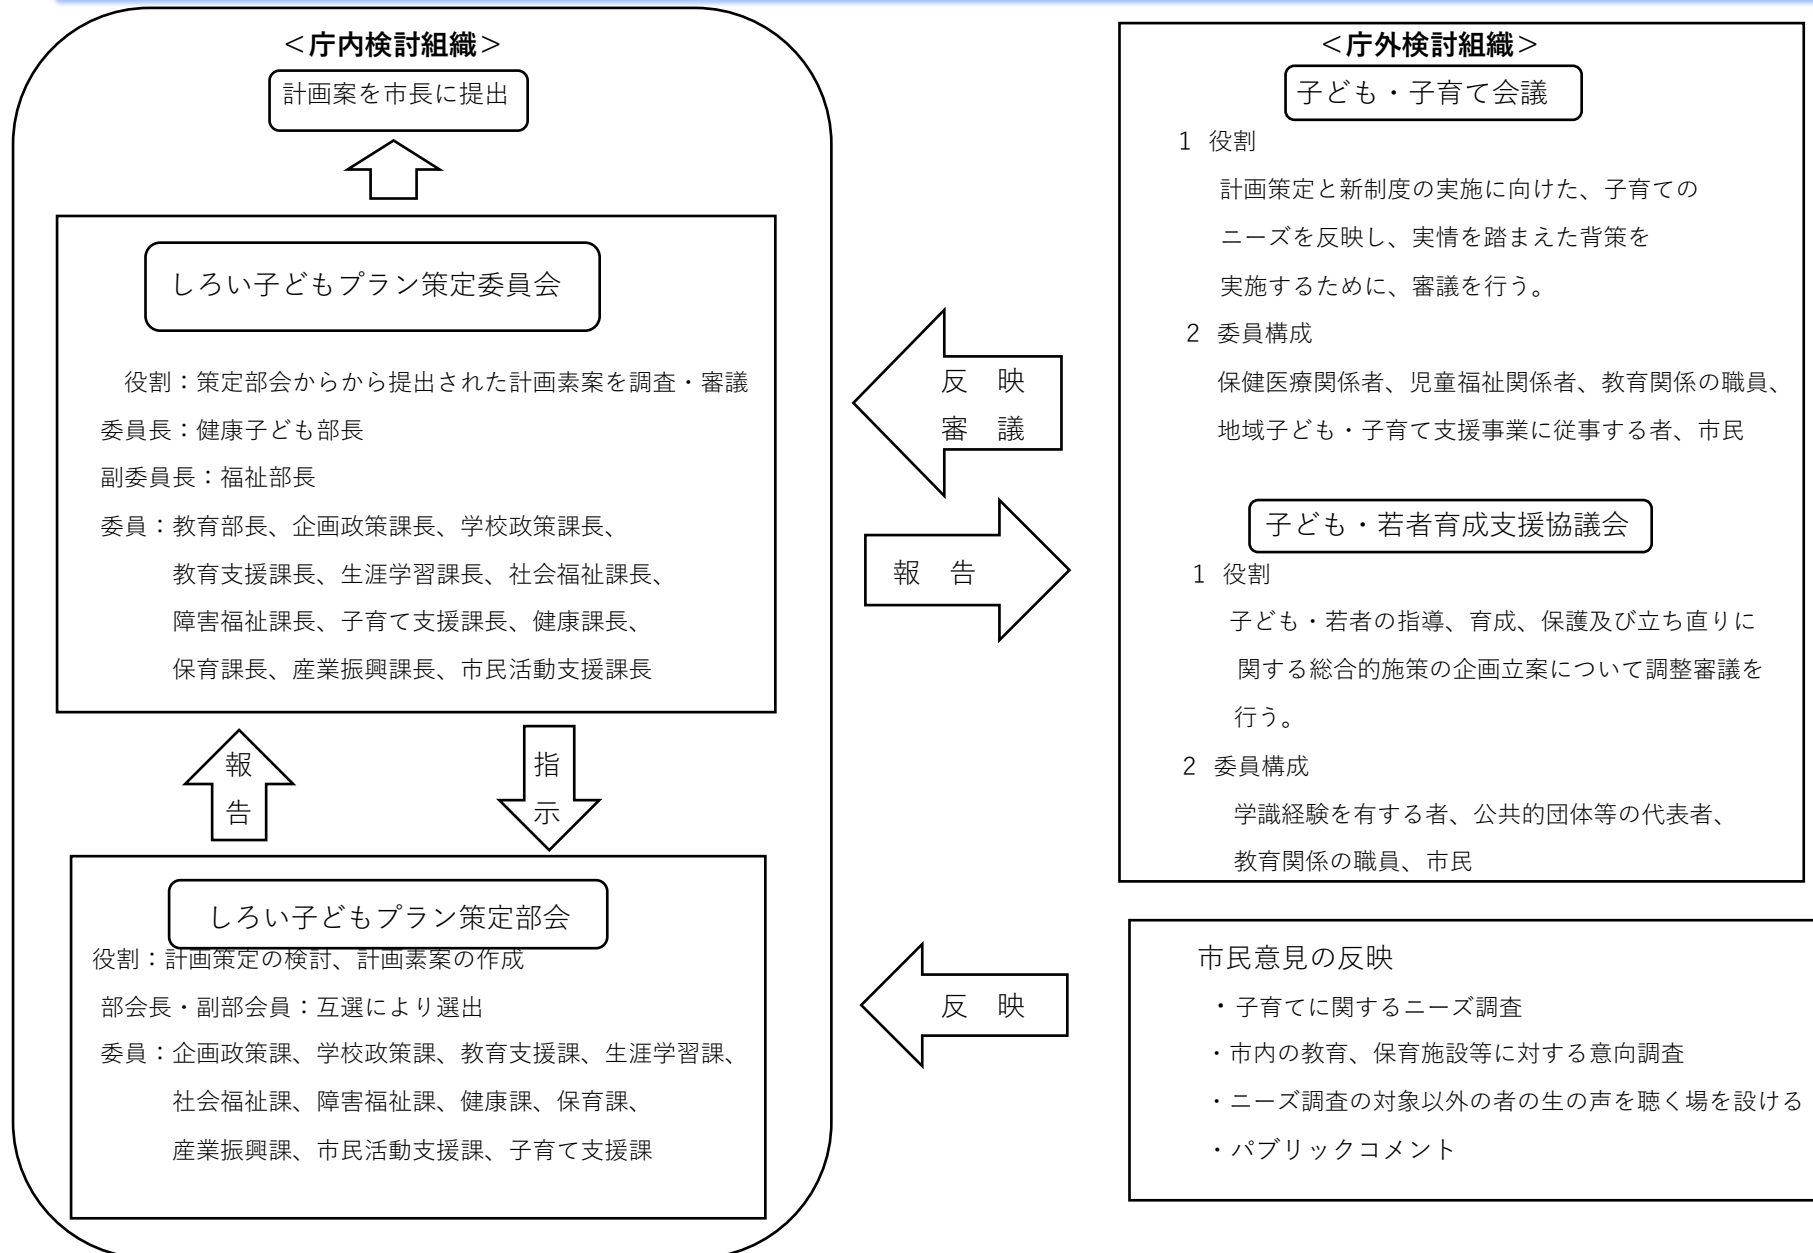 ＜庁内検討組織＞
計画案を市長に提出
しろい子どもプラン策定委員会
役割：策定部会からから提出された計画素案を調査・審議
委員長：健康子ども部長
副委員長：福祉部長
委員：教育部長、企画政策課長、学校政策課長、
教育支援課長、生涯学習課長、社会福祉課長、
障害福祉課長、子育て支援課長、健康課長、
保育課長、産業振興課長、市民活動支援課長
報
告
指
示
しろい子どもプラン策定部会
役割：計画策定の検討、計画素案の作成
部会長・副部会員：互選により選出
委員：企画政策課、学校政策課、教育支援課、生涯学習課、
社会福祉課、障害福祉課、健康課、保育課、
産業振興課、市民活動支援課、子育て支援課
反　映
審　議
報　告
反　映
＜庁外検討組織＞
子ども・子育て会議
1 役割
計画策定と新制度の実施に向けた、子育ての
ニーズを反映し、実情を踏まえた背策を
実施するために、審議を行う。
2 委員構成
保健医療関係者、児童福祉関係者、教育関係の職員、
地域子ども・子育て支援事業に従事する者、市民
子ども・若者育成支援協議会
1 役割
子ども・若者の指導、育成、保護及び立ち直りに
関する総合的施策の企画立案について調整審議を
行う。
2 委員構成
学識経験を有する者、公共的団体等の代表者、
教育関係の職員、市民
市民意見の反映
・子育てに関するニーズ調査
・市内の教育、保育施設等に対する意向調査
・ニーズ調査の対象以外の者の生の声を聴く場を設ける
・パブリックコメント